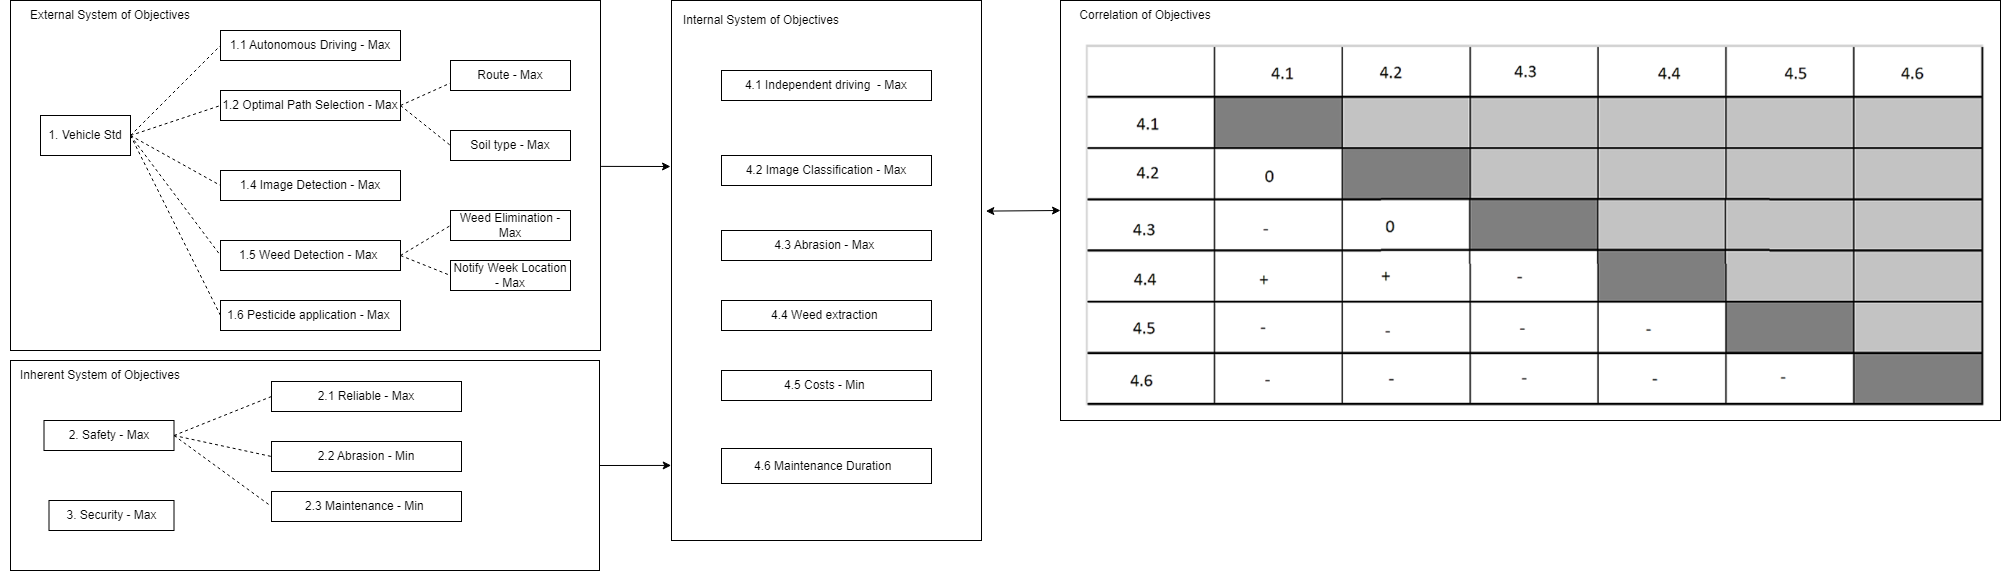 External System of Objectives
1.1 Autonomous Driving - Max
Route - Max
1.2 Optimal Path Selection - Max
1. Vehicle Std
Soil type - Max
1.4 Image Detection - Max
Weed Elimination -
Max
1.5 Weed Detection - Max
Notify Week Location
- Max
1.6 Pesticide application - Max
Inherent System of Objectives
2.1 Reliable - Max
2. Safety - Max
2.2 Abrasion - Min
2.3 Maintenance - Min
3. Security - Max
Internal System of Objectives
4.1 Independent driving - Max
4.2 Image Classification - Max
4.3 Abrasion - Max
4.4 Weed extraction
4.5 Costs - Min
4.6 Maintenance Duration
Correlation of Objectives
4.1 4.2 4.3 4.4 4.5 4.6
4.1
4.2 0
4.3 - 0
4.4 + + -
4.5 - - - -
4.6 - - - - -